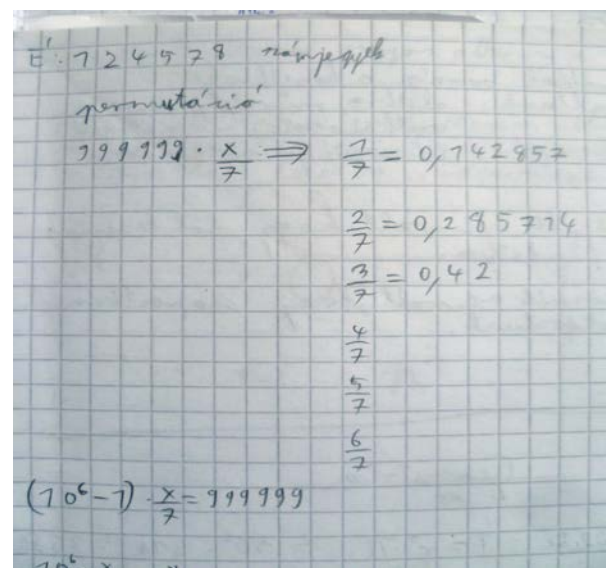 É: 124578 számjegyek
permutáció
999999 · x/7 ⟹ 1/7 = 0,142857
2/7 = 0,285714
3/7 = 0,42
4/7
5/7
6/7
(10⁶-1) · x/7 = 999999